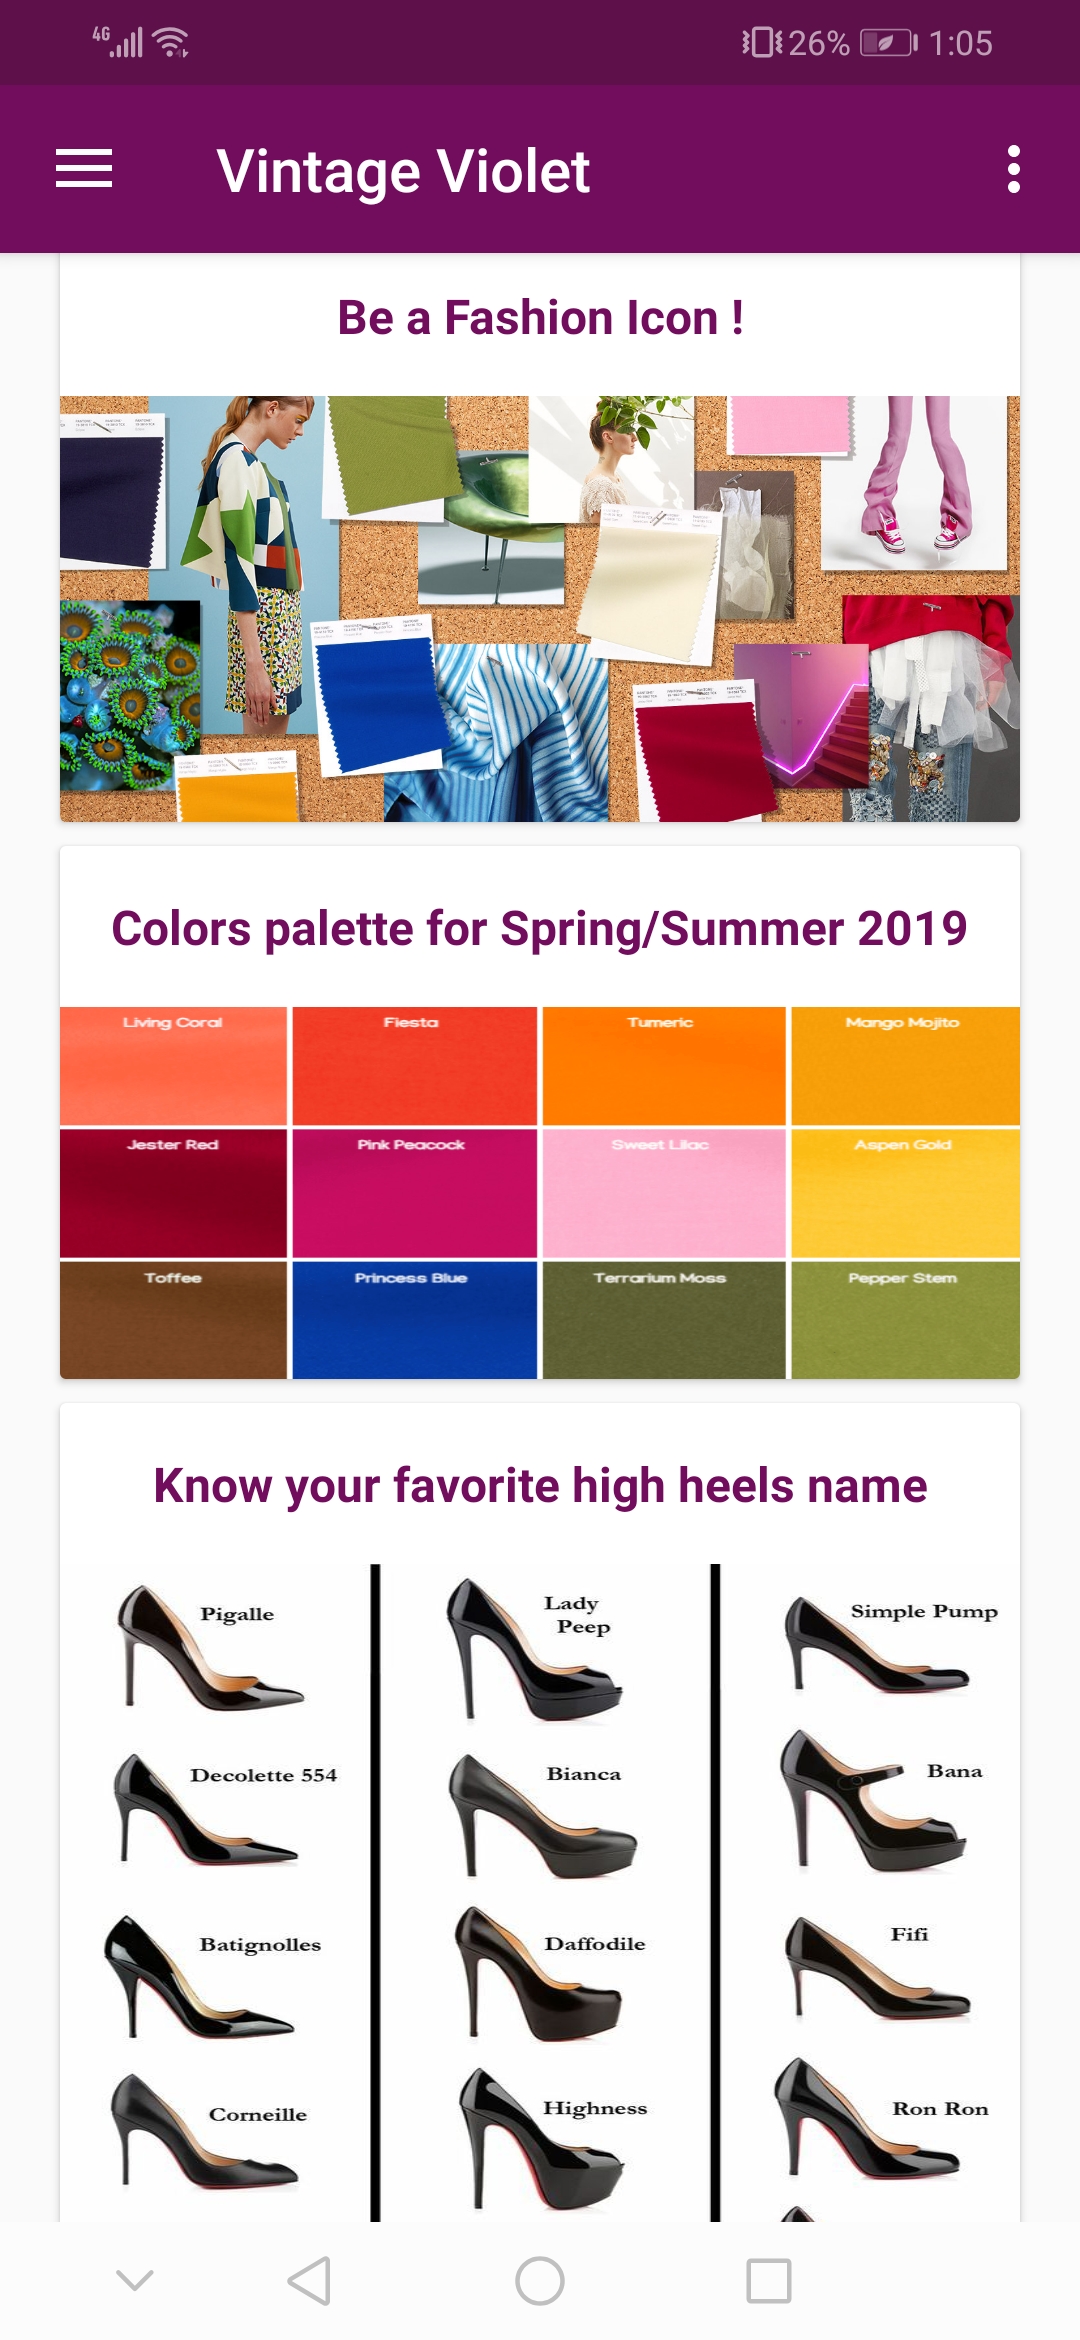 4G 26% 1:05
Vintage Violet
Be a Fashion Icon !
Colors palette for Spring/Summer 2019
Living Coral Fiesta Tumeric Mango Mojito
Jester Red Pink Peacock Sweet Lilac Aspen Gold
Toffee Princess Blue Terrarium Moss Pepper Stem
Know your favorite high heels name
Pigalle
Lady
Peep
Simple Pump
Decolette 554
Bianca
Bana
Batignolles
Daffodile
Fifi
Corneille
Highness
Ron Ron